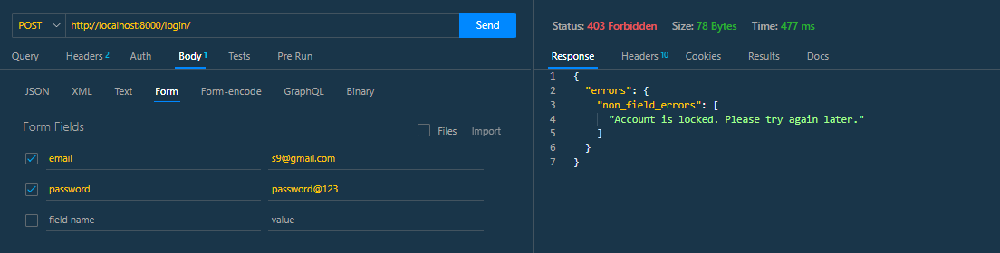 POST http://localhost:8000/login/ Send
Query Headers 2 Auth Body 1 Tests Pre Run
JSON XML Text Form Form-encode GraphQL Binary
Form Fields
Files Import
email s9@gmail.com
password password@123
field name value
Status: 403 Forbidden Size: 78 Bytes Time: 477 ms
Response Headers 10 Cookies Results Docs
1 {
2 "errors": {
3 "non_field_errors": [
4 "Account is locked. Please try again later."
5 ]
6 }
7 }